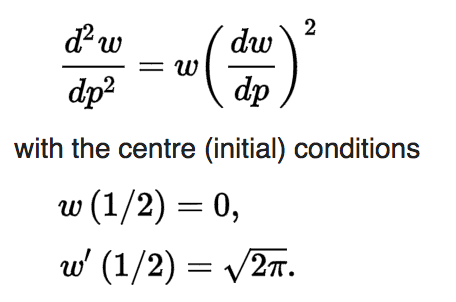 d²w/dp² = w(dw/dp)²
with the centre (initial) conditions
w (1/2) = 0,
w′ (1/2) = √2π.